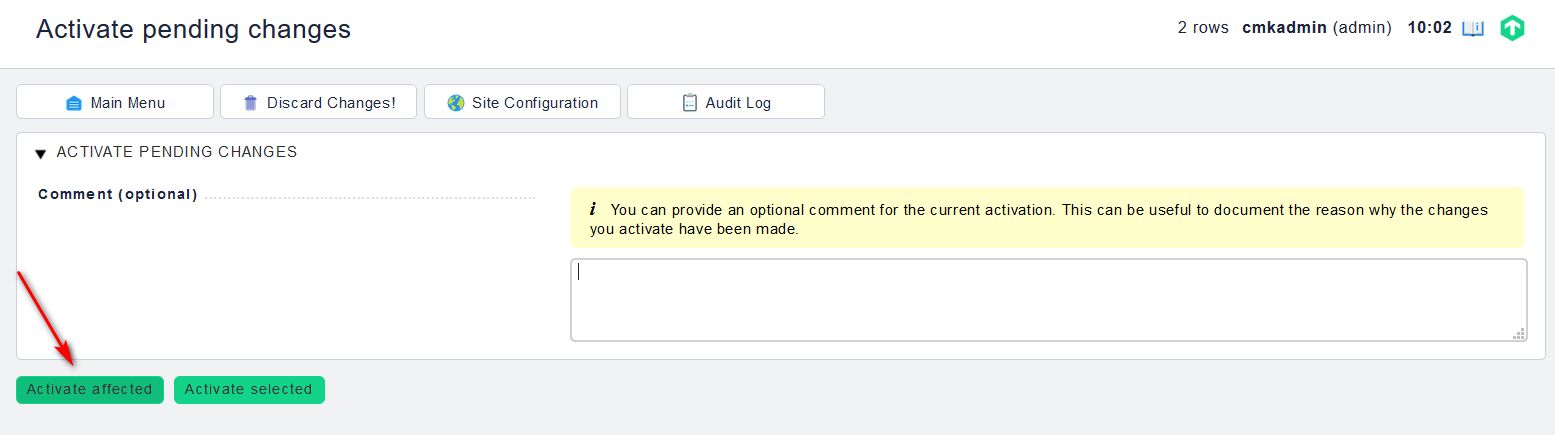 Activate pending changes
2 rows cmkadmin (admin) 10:02
Main Menu
Discard Changes!
Site Configuration
Audit Log
ACTIVATE PENDING CHANGES
Comment (optional)
i You can provide an optional comment for the current activation. This can be useful to document the reason why the changes
you activate have been made.
Activate affected
Activate selected